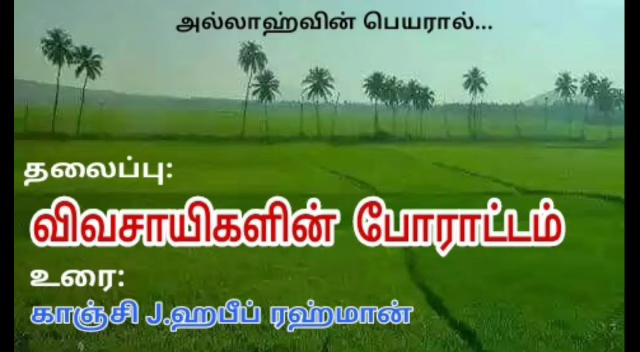 அல்லாஹ்வின் பெயரால்...
தலைப்பு:
விவசாயிகளின் போராட்டம்
உரை:
காஞ்சி J.ஹபீப் ரஹ்மான்